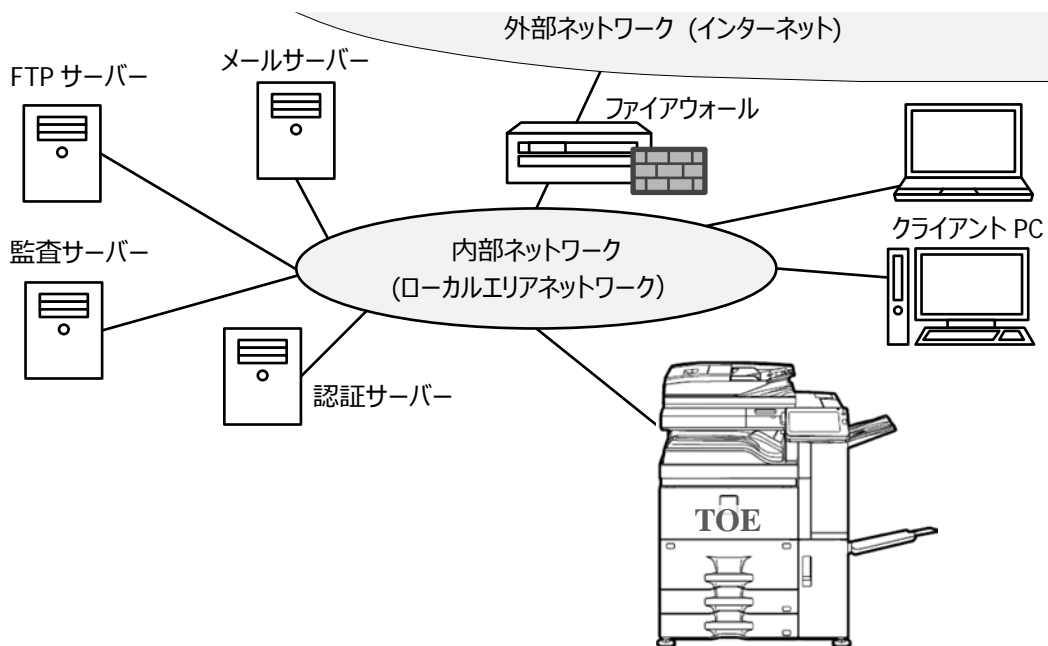 外部ネットワーク (インターネット)
メールサーバー
FTP サーバー
ファイアウォール
クライアント PC
内部ネットワーク
(ローカルエリアネットワーク)
監査サーバー
認証サーバー
TOE